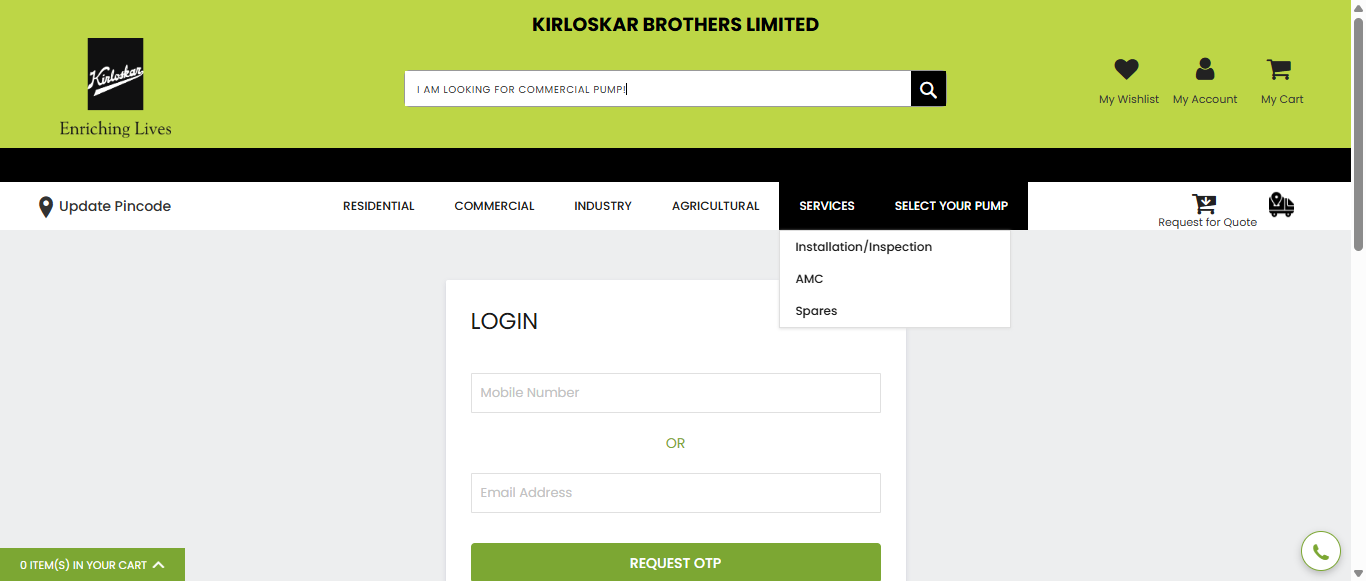 KIRLOSKAR BROTHERS LIMITED
Kirloskar
Enriching Lives
I AM LOOKING FOR COMMERCIAL PUMP!
My Wishlist
My Account
My Cart
Update Pincode
RESIDENTIAL
COMMERCIAL
INDUSTRY
AGRICULTURAL
SERVICES
SELECT YOUR PUMP
Request for Quote
Installation/Inspection
AMC
Spares
LOGIN
Mobile Number
OR
Email Address
REQUEST OTP
0 ITEM(S) IN YOUR CART